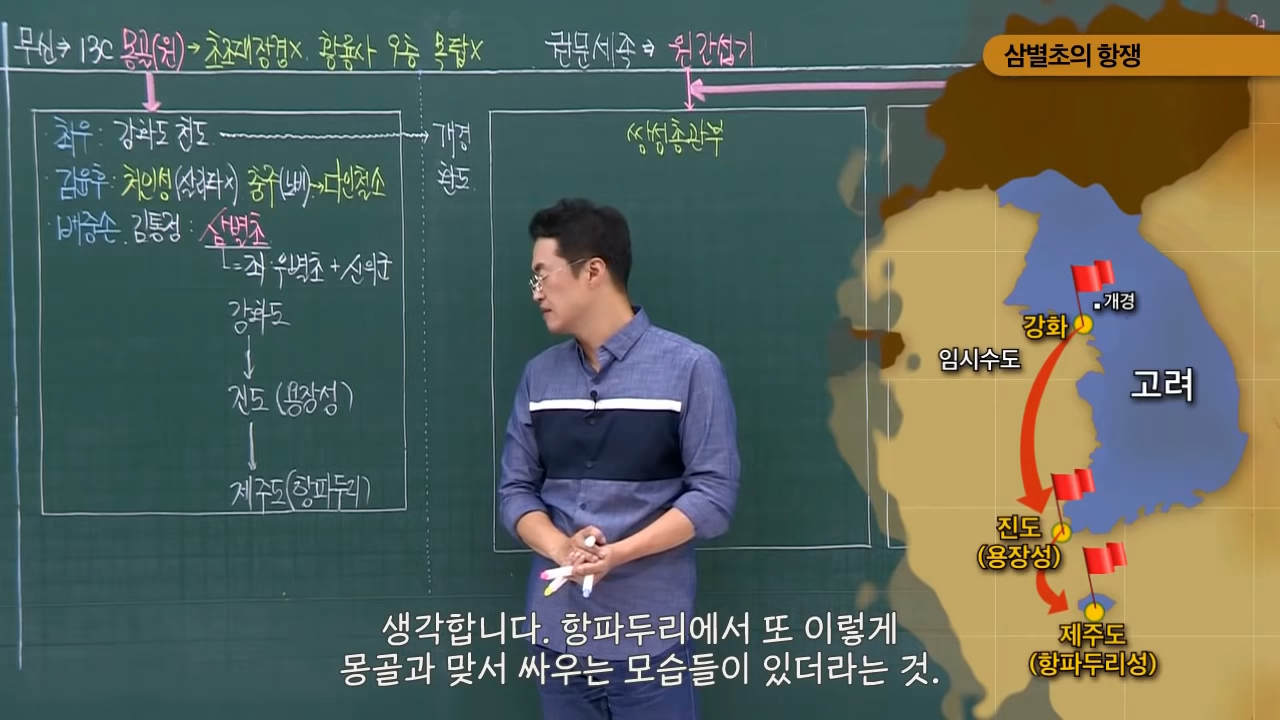 무신→ 13C 몽골(원) → 초조대장경X 황룡사 9층 목탑X
권문세족 → 원간섭기
삼별초의 항쟁
최우: 강화도 천도 → 개경
환도
김윤후: 처인성(살리타X) 충주(노비)→다인철소
배중손. 김통정: 삼별초
= 좌·우별초 + 신의군
강화도
↓
진도 (용장성)
↓
제주도(항파두리)
쌍성총관부
개경
강화
임시수도
고려
진도
(용장성)
제주도
(항파두리성)
생각합니다. 항파두리에서 또 이렇게
몽골과 맞서 싸우는 모습들이 있더라는 것.